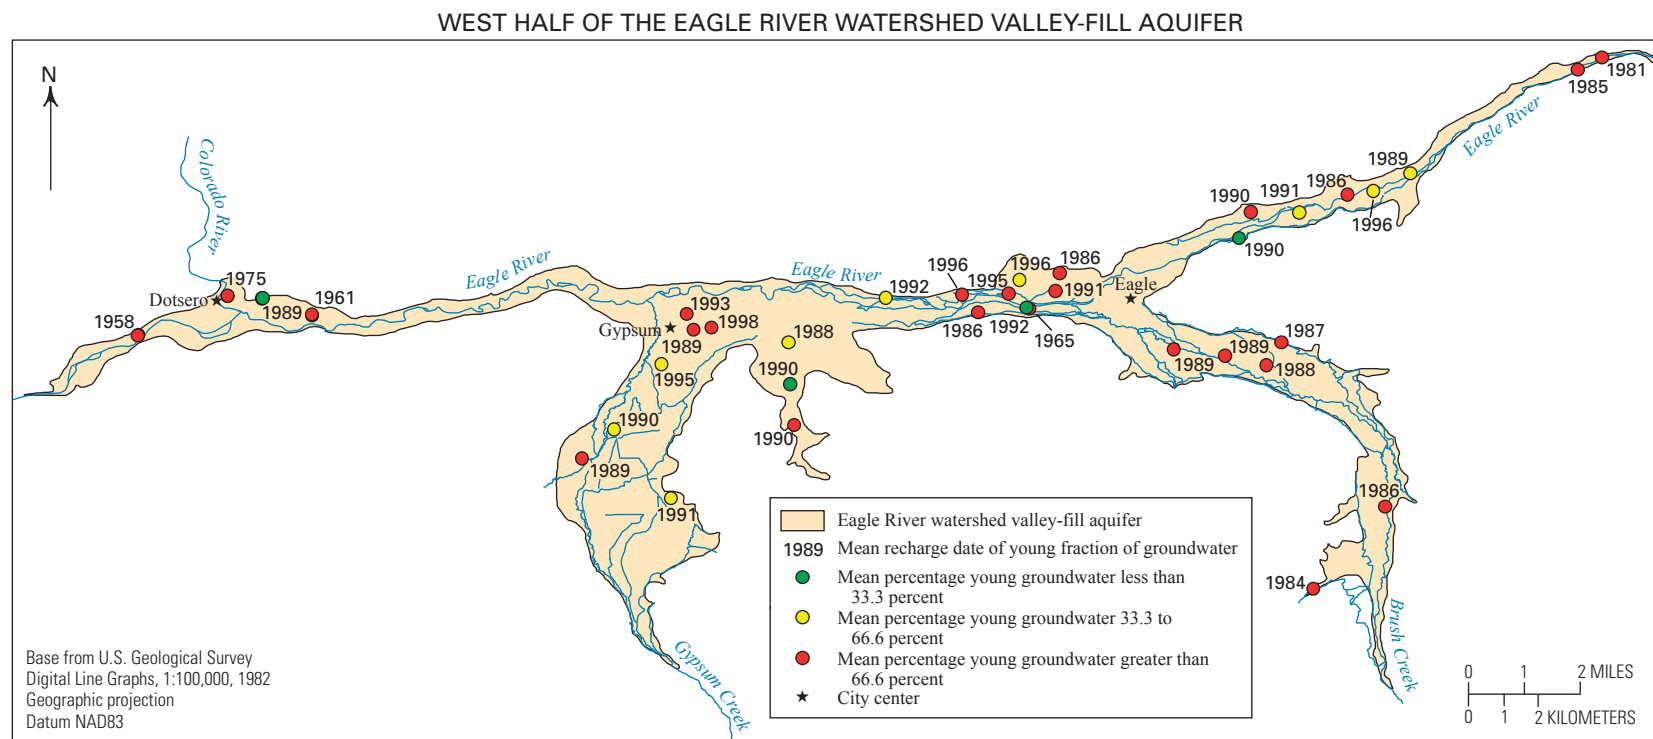 WEST HALF OF THE EAGLE RIVER WATERSHED VALLEY-FILL AQUIFER
N
1981
1985
Eagle River
1989
1986
1991
1990
1996
1990
Colorado River
Eagle River
Eagle River
1996
1986
1996
1995
1992
1991
Eagle
1975
Dotsero
1961
1989
1958
1993
1998
Gypsum
1989
1995
1988
1990
1986
1992
1965
1987
1989
1989
1988
1990
1990
1989
1991
1986
1984
Brush Creek
Gypsum Creek
Eagle River watershed valley-fill aquifer
1989 Mean recharge date of young fraction of groundwater
Mean percentage young groundwater less than
33.3 percent
Mean percentage young groundwater 33.3 to
66.6 percent
Mean percentage young groundwater greater than
66.6 percent
City center
Base from U.S. Geological Survey
Digital Line Graphs, 1:100,000, 1982
Geographic projection
Datum NAD83
0 1 2 MILES
0 1 2 KILOMETERS